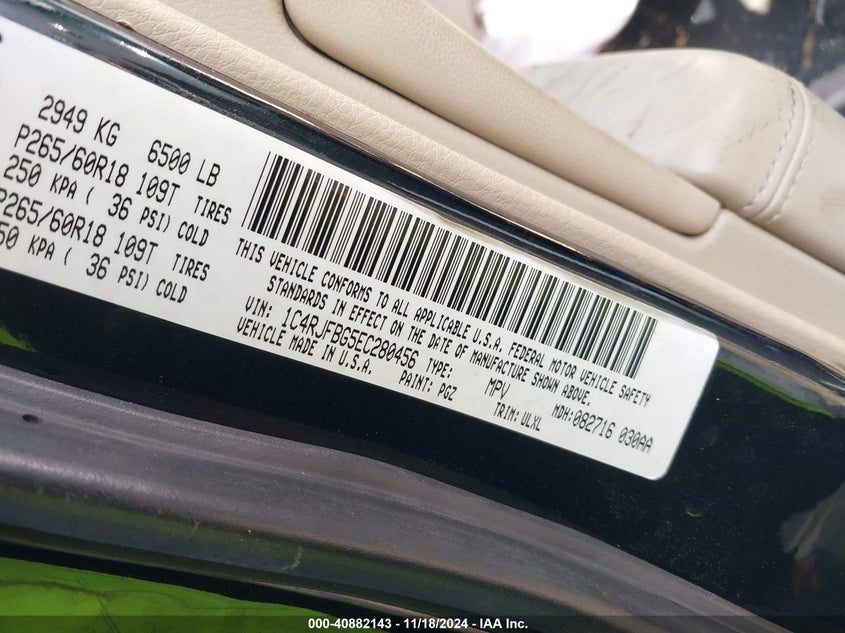 2949 KG 6500 LB
P265/60R18 109T TIRES
250 KPA ( 36 PSI) COLD
P265/60R18 109T TIRES
50 KPA ( 36 PSI) COLD
THIS VEHICLE CONFORMS TO ALL APPLICABLE U.S.A. FEDERAL MOTOR VEHICLE SAFETY
STANDARDS IN EFFECT ON THE DATE OF MANUFACTURE SHOWN ABOVE.
VIN: 1C4RJFBG5EC280456 TYPE: MPV MDH:082716 030AA
VEHICLE MADE IN U.S.A. PAINT: PGZ TRIM: ULXL
000-40882143 - 11/18/2024 - IAA Inc.